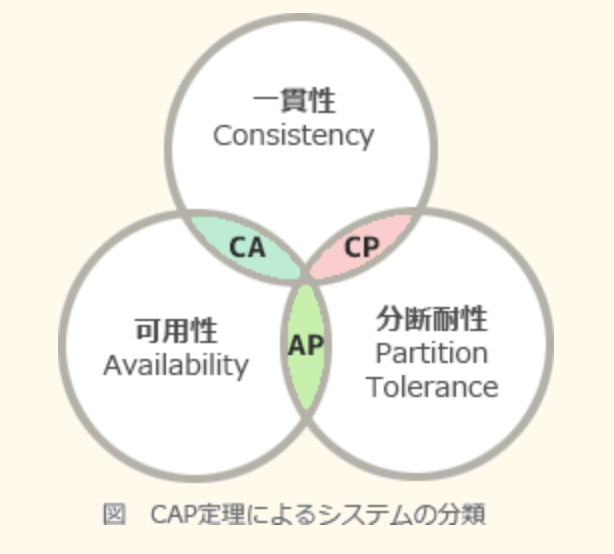 一貫性
Consistency
CA
CP
可用性
Availability
AP
分断耐性
Partition
Tolerance
図　CAP定理によるシステムの分類